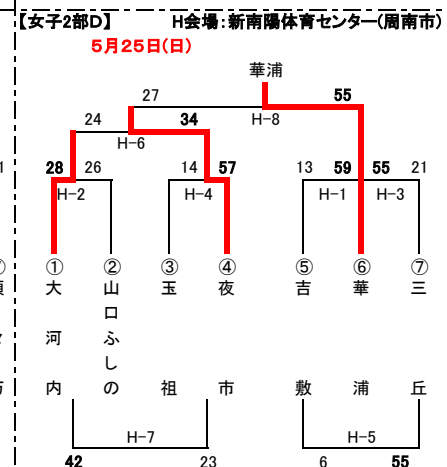 【女子2部D】 H会場：新南陽体育センター(周南市)
5月25日(日)
華浦
27 55
H-8
24 34
H-6
28 26 14 57 13 59 55 21
H-2 H-4 H-1 H-3
① ② ③ ④ ⑤ ⑥ ⑦
大河内
山口ふしの
玉祖
夜市
吉敷
華浦
三丘
H-7 H-5
42 23 6 55